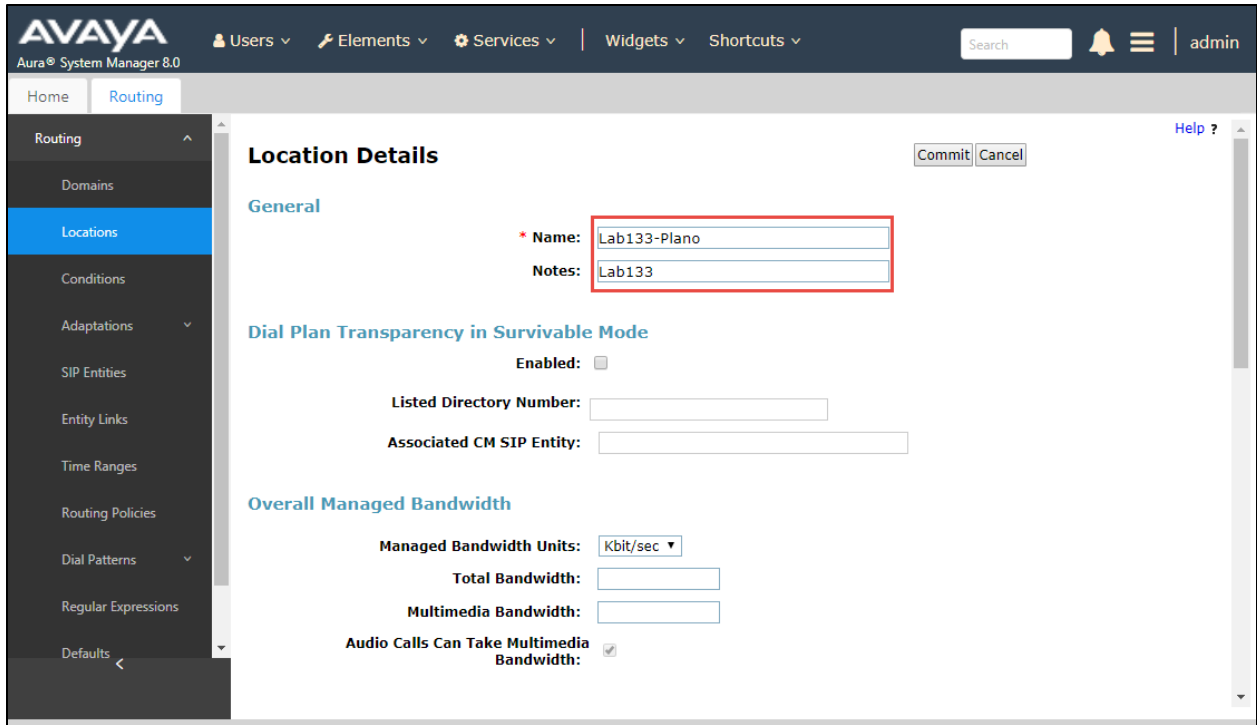 AVAYA
Aura® System Manager 8.0
Users
Elements
Services
Widgets
Shortcuts
Search
admin
Home
Routing
Help ?
Routing
Domains
Locations
Conditions
Adaptations
SIP Entities
Entity Links
Time Ranges
Routing Policies
Dial Patterns
Regular Expressions
Defaults
Location Details
Commit
Cancel
General
* Name: Lab133-Plano
Notes: Lab133
Dial Plan Transparency in Survivable Mode
Enabled:
Listed Directory Number:
Associated CM SIP Entity:
Overall Managed Bandwidth
Managed Bandwidth Units: Kbit/sec
Total Bandwidth:
Multimedia Bandwidth:
Audio Calls Can Take Multimedia
Bandwidth: